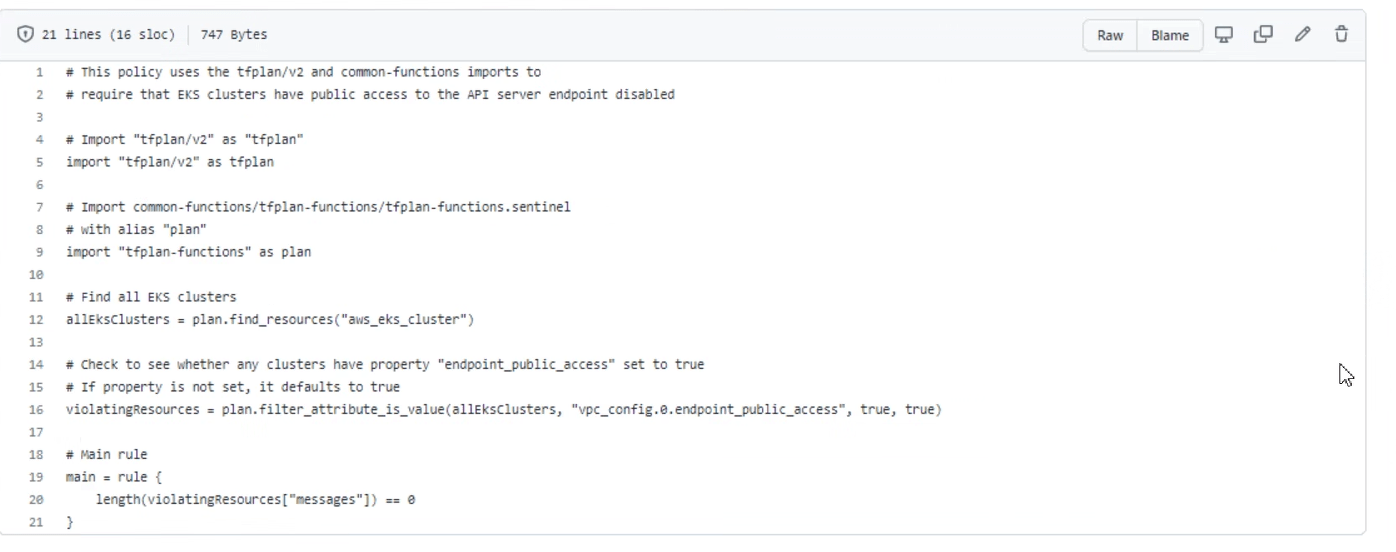 21 lines (16 sloc) 747 Bytes Raw Blame
1 # This policy uses the tfplan/v2 and common-functions imports to
2 # require that EKS clusters have public access to the API server endpoint disabled
3
4 # Import "tfplan/v2" as "tfplan"
5 import "tfplan/v2" as tfplan
6
7 # Import common-functions/tfplan-functions/tfplan-functions.sentinel
8 # with alias "plan"
9 import "tfplan-functions" as plan
10
11 # Find all EKS clusters
12 allEksClusters = plan.find_resources("aws_eks_cluster")
13
14 # Check to see whether any clusters have property "endpoint_public_access" set to true
15 # If property is not set, it defaults to true
16 violatingResources = plan.filter_attribute_is_value(allEksClusters, "vpc_config.0.endpoint_public_access", true, true)
17
18 # Main rule
19 main = rule {
20     length(violatingResources["messages"]) == 0
21 }